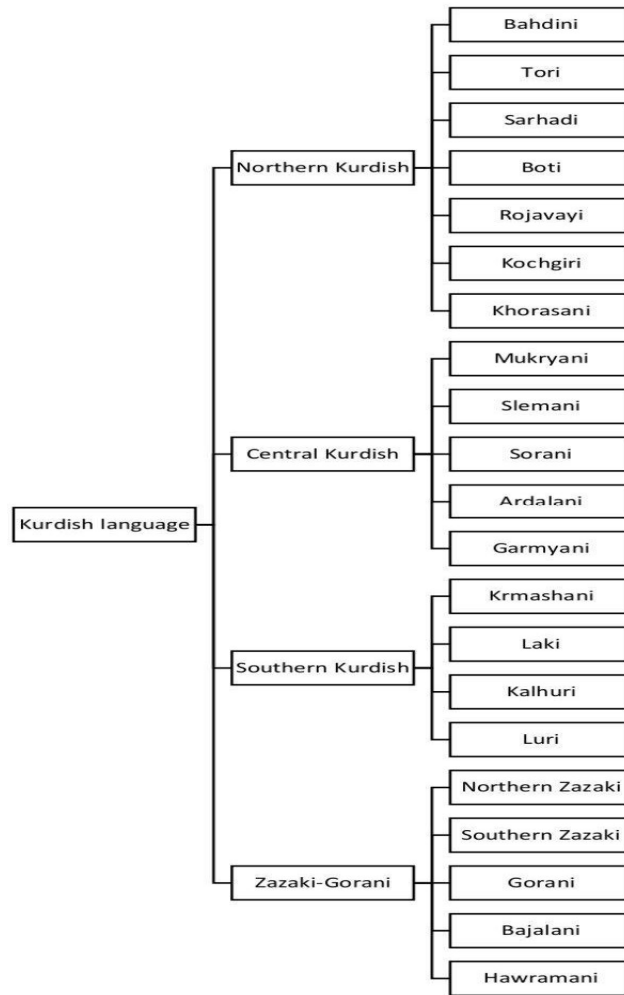 Kurdish language
Northern Kurdish
Bahdini
Tori
Sarhadi
Boti
Rojavayi
Kochgiri
Khorasani
Central Kurdish
Mukryani
Slemani
Sorani
Ardalani
Garmyani
Southern Kurdish
Krmashani
Laki
Kalhuri
Luri
Zazaki-Gorani
Northern Zazaki
Southern Zazaki
Gorani
Bajalani
Hawramani